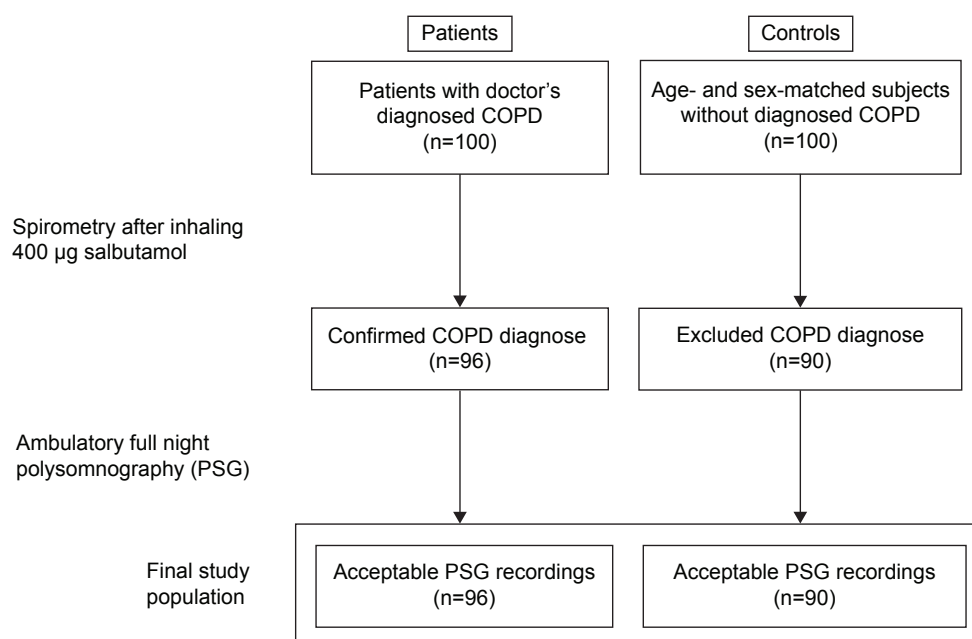 Patients
Controls
Patients with doctor's
diagnosed COPD
(n=100)
Age- and sex-matched subjects
without diagnosed COPD
(n=100)
Spirometry after inhaling
400 µg salbutamol
Confirmed COPD diagnose
(n=96)
Excluded COPD diagnose
(n=90)
Ambulatory full night
polysomnography (PSG)
Final study
population
Acceptable PSG recordings
(n=96)
Acceptable PSG recordings
(n=90)